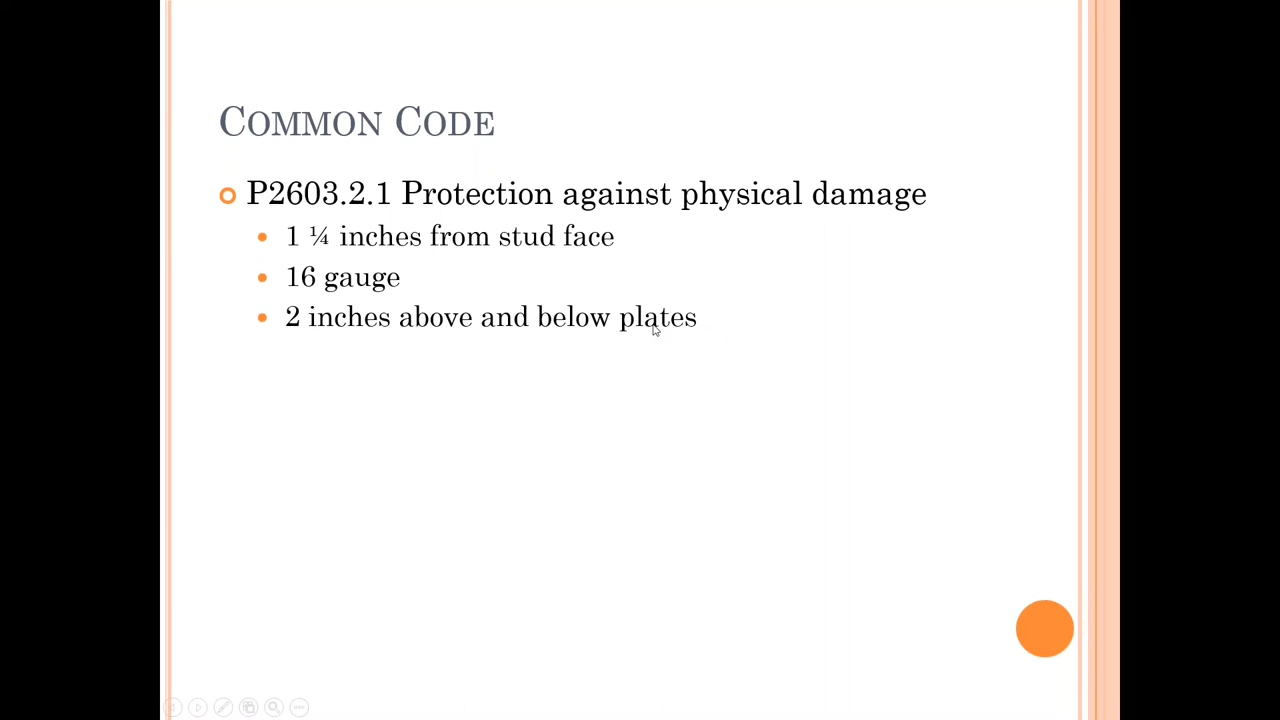 COMMON CODE
P2603.2.1 Protection against physical damage
1 ¼ inches from stud face
16 gauge
2 inches above and below plates